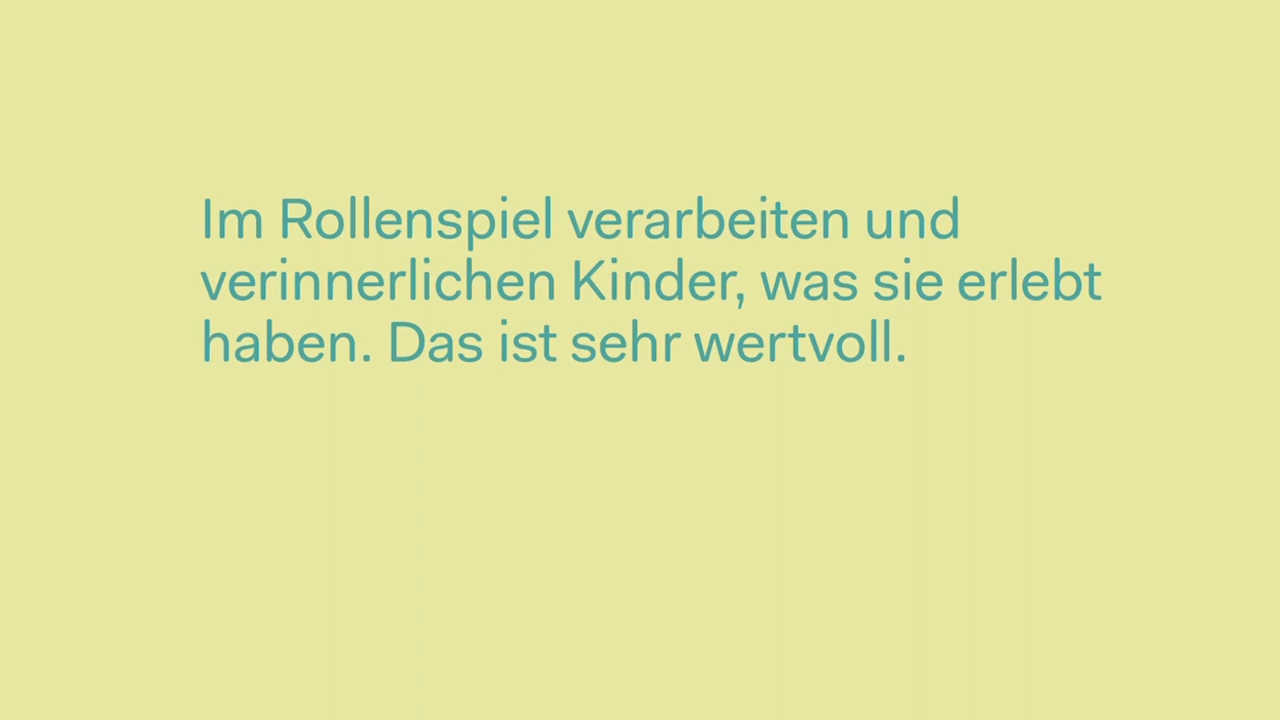 Im Rollenspiel verarbeiten und
verinnerlichen Kinder, was sie erlebt
haben. Das ist sehr wertvoll.